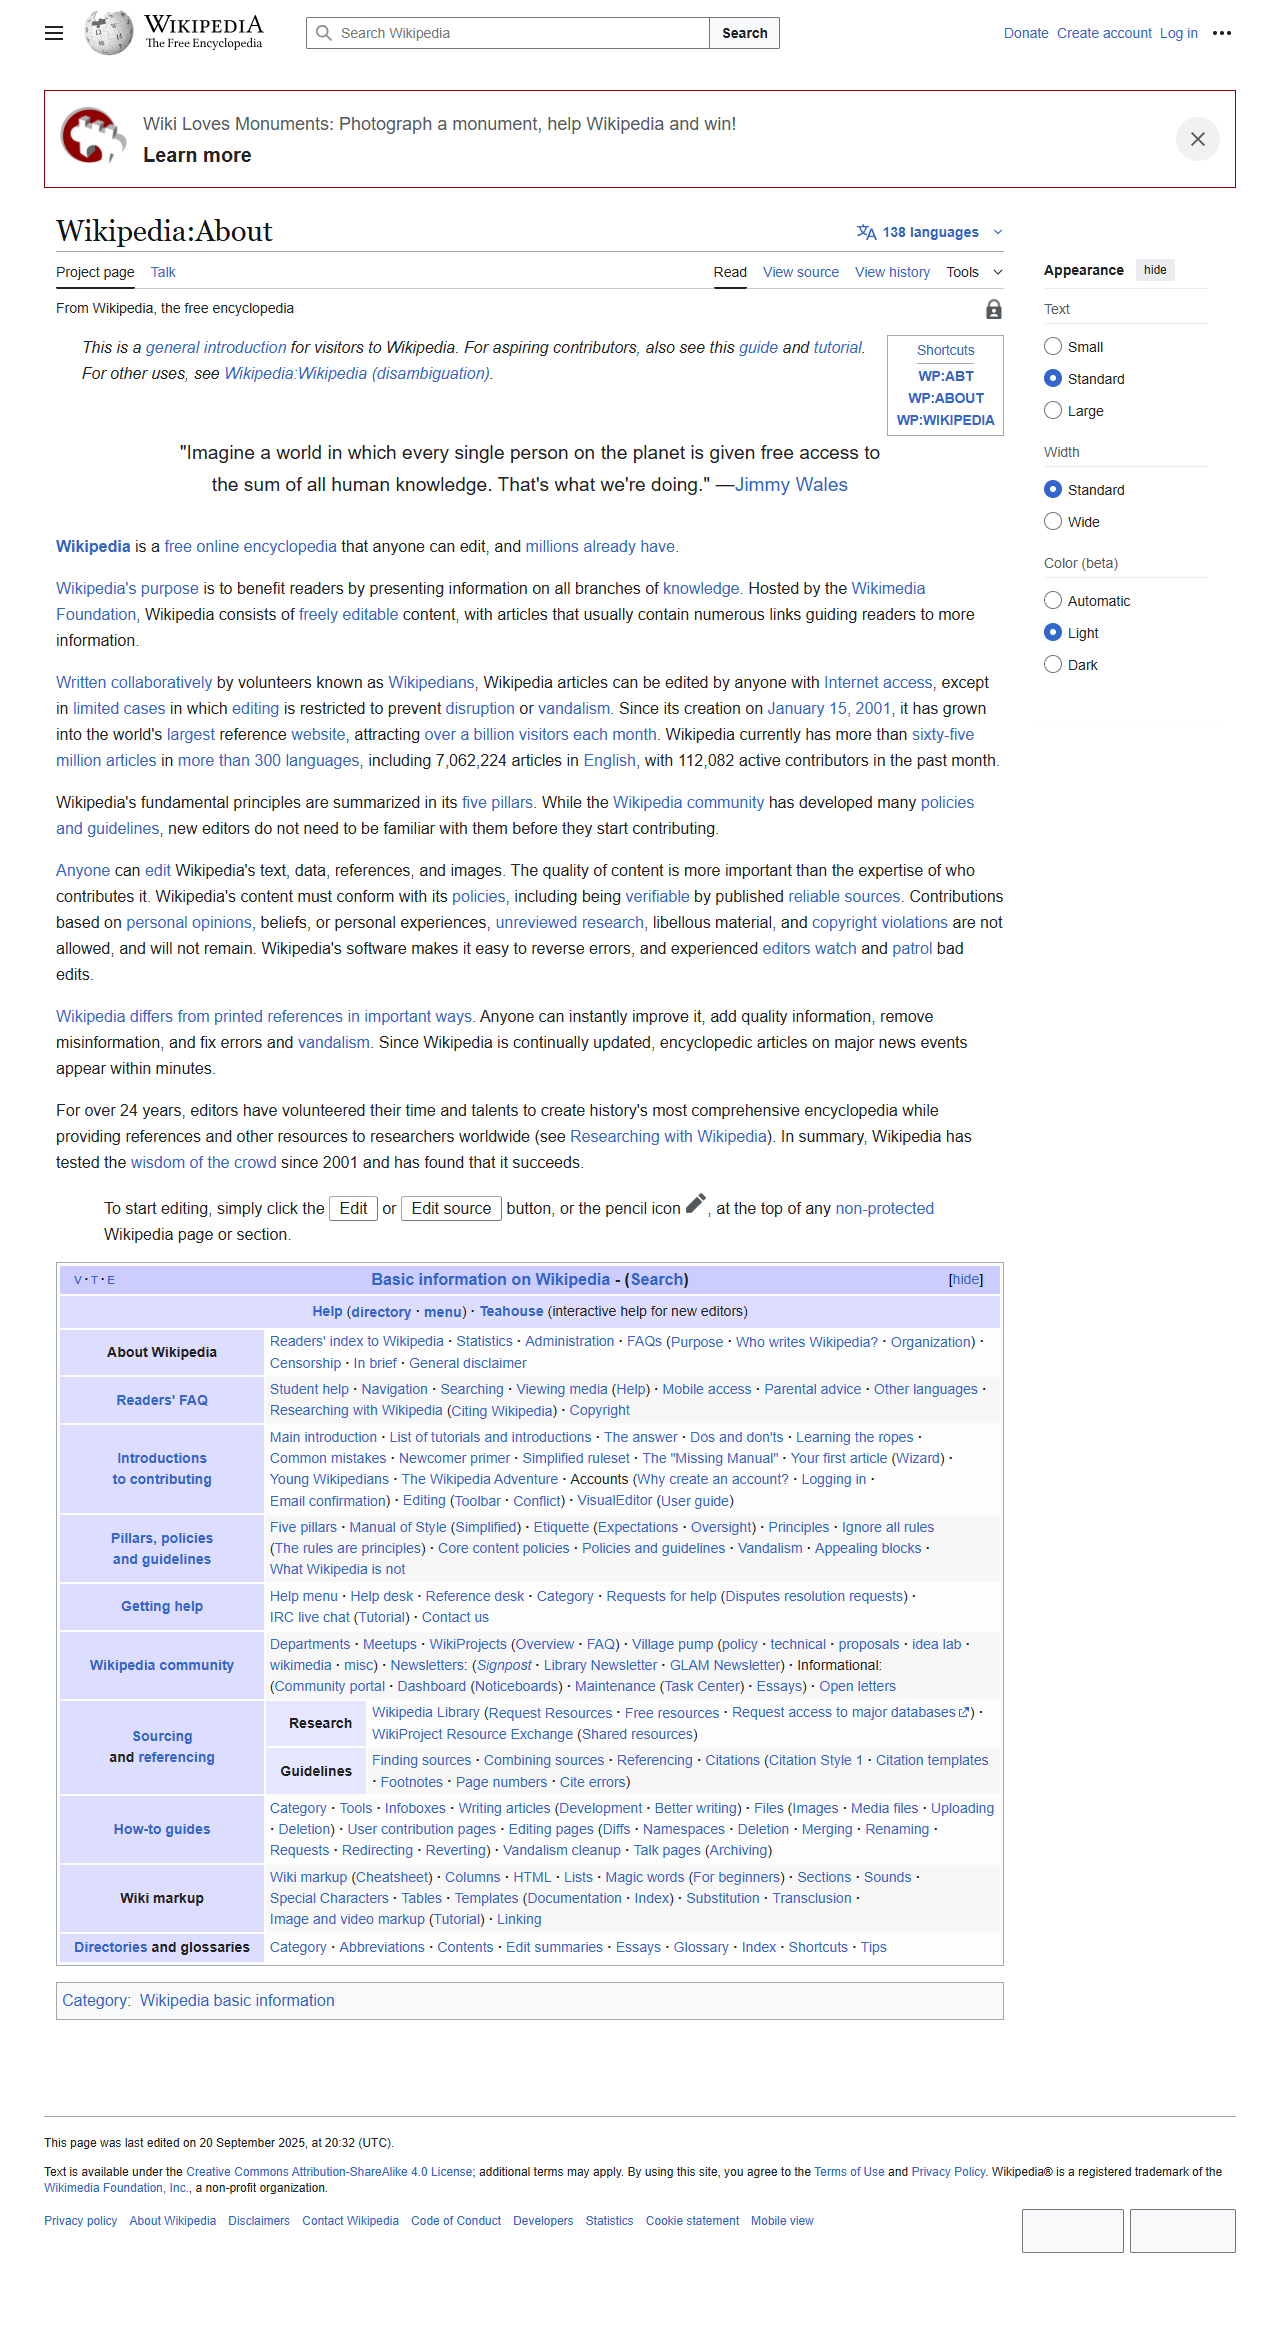 WIKIPEDIA
The Free Encyclopedia
Search Wikipedia
Search
Donate Create account Log in
Wiki Loves Monuments: Photograph a monument, help Wikipedia and win!
Learn more
Wikipedia:About
138 languages
Project page Talk
Read View source View history Tools
From Wikipedia, the free encyclopedia
This is a general introduction for visitors to Wikipedia. For aspiring contributors, also see this guide and tutorial.
For other uses, see Wikipedia:Wikipedia (disambiguation).
Shortcuts
WP:ABT
WP:ABOUT
WP:WIKIPEDIA
"Imagine a world in which every single person on the planet is given free access to
the sum of all human knowledge. That's what we're doing." —Jimmy Wales
Wikipedia is a free online encyclopedia that anyone can edit, and millions already have.
Wikipedia's purpose is to benefit readers by presenting information on all branches of knowledge. Hosted by the Wikimedia
Foundation, Wikipedia consists of freely editable content, with articles that usually contain numerous links guiding readers to more
information.
Written collaboratively by volunteers known as Wikipedians, Wikipedia articles can be edited by anyone with Internet access, except
in limited cases in which editing is restricted to prevent disruption or vandalism. Since its creation on January 15, 2001, it has grown
into the world's largest reference website, attracting over a billion visitors each month. Wikipedia currently has more than sixty-five
million articles in more than 300 languages, including 7,062,224 articles in English, with 112,082 active contributors in the past month.
Wikipedia's fundamental principles are summarized in its five pillars. While the Wikipedia community has developed many policies
and guidelines, new editors do not need to be familiar with them before they start contributing.
Anyone can edit Wikipedia's text, data, references, and images. The quality of content is more important than the expertise of who
contributes it. Wikipedia's content must conform with its policies, including being verifiable by published reliable sources. Contributions
based on personal opinions, beliefs, or personal experiences, unreviewed research, libellous material, and copyright violations are not
allowed, and will not remain. Wikipedia's software makes it easy to reverse errors, and experienced editors watch and patrol bad
edits.
Wikipedia differs from printed references in important ways. Anyone can instantly improve it, add quality information, remove
misinformation, and fix errors and vandalism. Since Wikipedia is continually updated, encyclopedic articles on major news events
appear within minutes.
For over 24 years, editors have volunteered their time and talents to create history's most comprehensive encyclopedia while
providing references and other resources to researchers worldwide (see Researching with Wikipedia). In summary, Wikipedia has
tested the wisdom of the crowd since 2001 and has found that it succeeds.
To start editing, simply click the Edit or Edit source button, or the pencil icon , at the top of any non-protected
Wikipedia page or section.
V · T · E
Basic information on Wikipedia - (Search)
[hide]
Help (directory · menu) · Teahouse (interactive help for new editors)
About Wikipedia
Readers' index to Wikipedia · Statistics · Administration · FAQs (Purpose · Who writes Wikipedia? · Organization) ·
Censorship · In brief · General disclaimer
Readers' FAQ
Student help · Navigation · Searching · Viewing media (Help) · Mobile access · Parental advice · Other languages ·
Researching with Wikipedia (Citing Wikipedia) · Copyright
Introductions
to contributing
Main introduction · List of tutorials and introductions · The answer · Dos and don'ts · Learning the ropes ·
Common mistakes · Newcomer primer · Simplified ruleset · The "Missing Manual" · Your first article (Wizard) ·
Young Wikipedians · The Wikipedia Adventure · Accounts (Why create an account? · Logging in ·
Email confirmation) · Editing (Toolbar · Conflict) · VisualEditor (User guide)
Pillars, policies
and guidelines
Five pillars · Manual of Style (Simplified) · Etiquette (Expectations · Oversight) · Principles · Ignore all rules
(The rules are principles) · Core content policies · Policies and guidelines · Vandalism · Appealing blocks ·
What Wikipedia is not
Getting help
Help menu · Help desk · Reference desk · Category · Requests for help (Disputes resolution requests) ·
IRC live chat (Tutorial) · Contact us
Wikipedia community
Departments · Meetups · WikiProjects (Overview · FAQ) · Village pump (policy · technical · proposals · idea lab ·
wikimedia · misc) · Newsletters: (Signpost · Library Newsletter · GLAM Newsletter) · Informational:
(Community portal · Dashboard (Noticeboards) · Maintenance (Task Center) · Essays) · Open letters
Sourcing
and referencing
Research
Wikipedia Library (Request Resources · Free resources · Request access to major databases) ·
WikiProject Resource Exchange (Shared resources)
Guidelines
Finding sources · Combining sources · Referencing · Citations (Citation Style 1 · Citation templates
· Footnotes · Page numbers · Cite errors)
How-to guides
Category · Tools · Infoboxes · Writing articles (Development · Better writing) · Files (Images · Media files · Uploading
· Deletion) · User contribution pages · Editing pages (Diffs · Namespaces · Deletion · Merging · Renaming ·
Requests · Redirecting · Reverting) · Vandalism cleanup · Talk pages (Archiving)
Wiki markup
Wiki markup (Cheatsheet) · Columns · HTML · Lists · Magic words (For beginners) · Sections · Sounds ·
Special Characters · Tables · Templates (Documentation · Index) · Substitution · Transclusion ·
Image and video markup (Tutorial) · Linking
Directories and glossaries
Category · Abbreviations · Contents · Edit summaries · Essays · Glossary · Index · Shortcuts · Tips
Category: Wikipedia basic information
Appearance hide
Text
Small
Standard
Large
Width
Standard
Wide
Color (beta)
Automatic
Light
Dark
This page was last edited on 20 September 2025, at 20:32 (UTC).
Text is available under the Creative Commons Attribution-ShareAlike 4.0 License; additional terms may apply. By using this site, you agree to the Terms of Use and Privacy Policy. Wikipedia® is a registered trademark of the
Wikimedia Foundation, Inc., a non-profit organization.
Privacy policy About Wikipedia Disclaimers Contact Wikipedia Code of Conduct Developers Statistics Cookie statement Mobile view